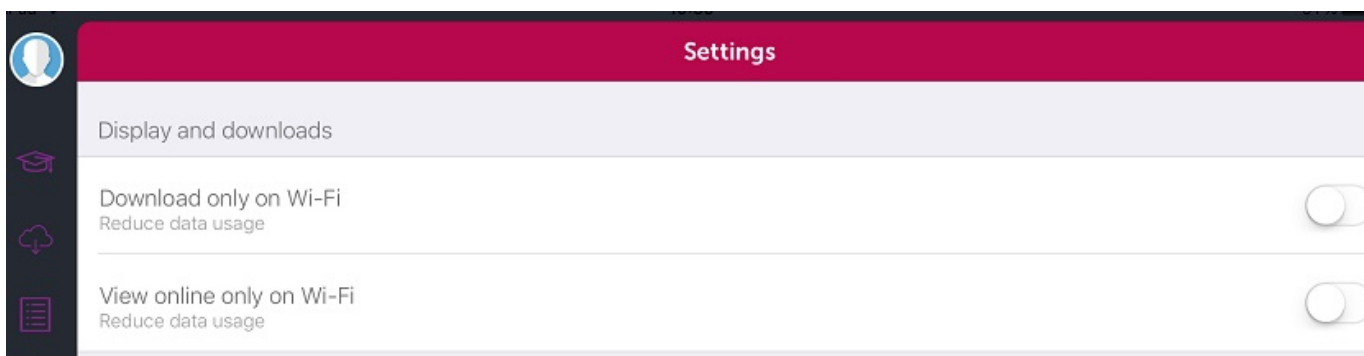 Settings
Display and downloads
Download only on Wi-Fi
Reduce data usage
View online only on Wi-Fi
Reduce data usage